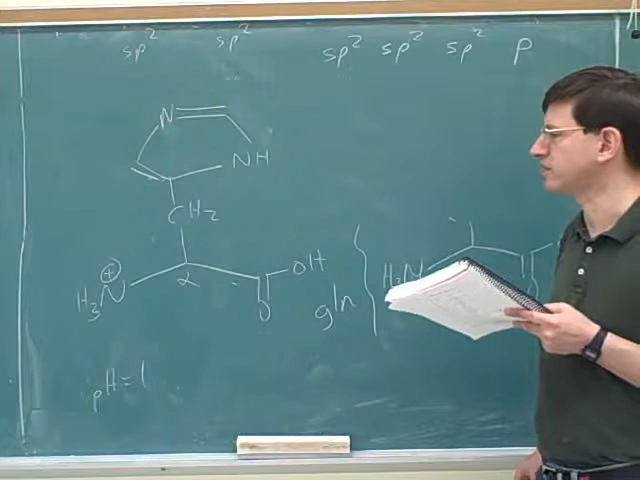 sp² sp² sp² sp² sp² P
N
NH
CH₂
H₃N⊕ α OH
O
gln
H₂N
pH=1